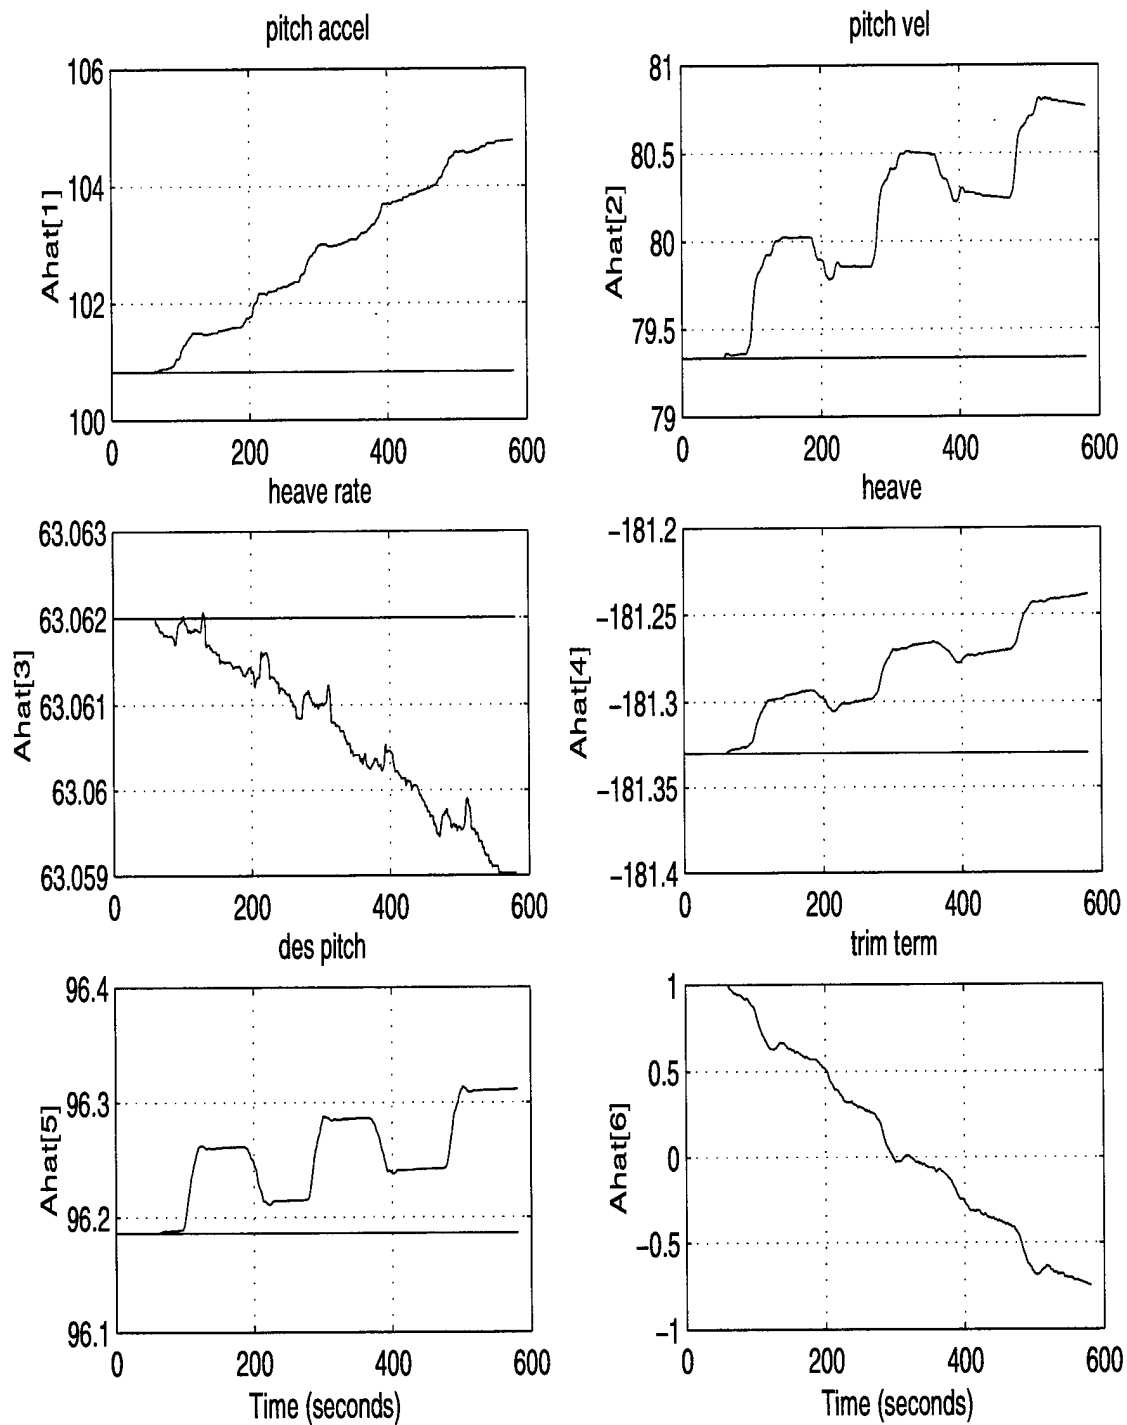 pitch accel
106
104
102
100
Ahat[1]
0 200 400 600
pitch vel
81
80.5
80
79.5
79
Ahat[2]
0 200 400 600
heave rate
63.063
63.062
63.061
63.06
63.059
Ahat[3]
0 200 400 600
heave
−181.2
−181.25
−181.3
−181.35
−181.4
Ahat[4]
0 200 400 600
des pitch
96.4
96.3
96.2
96.1
Ahat[5]
0 200 400 600
Time (seconds)
trim term
1
0.5
0
−0.5
−1
Ahat[6]
0 200 400 600
Time (seconds)